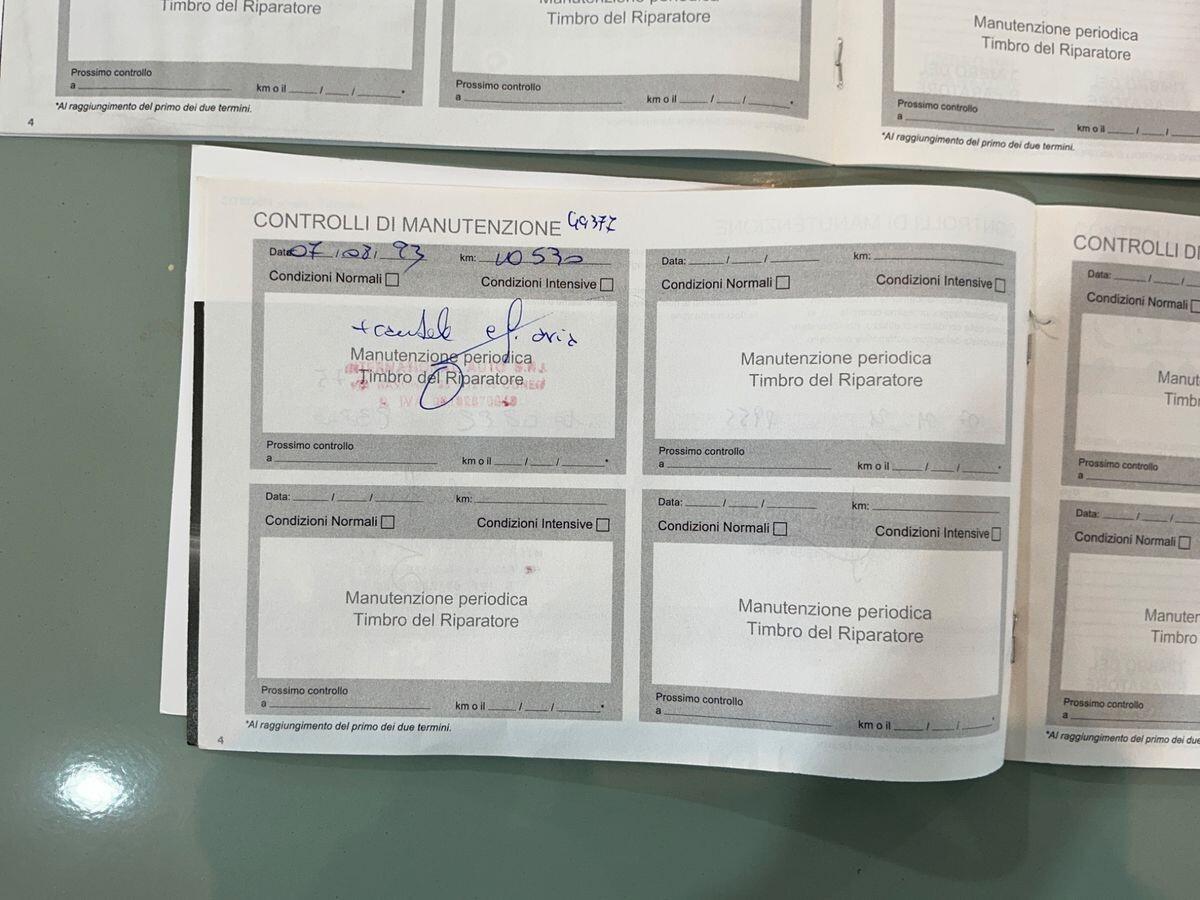 Timbro del Riparatore
Prossimo controllo
a km o il / / *
*Al raggiungimento del primo dei due termini.
4
Timbro del Riparatore
Prossimo controllo
a km o il / / *
Manutenzione periodica
Timbro del Riparatore
Prossimo controllo
a km o il / /
*Al raggiungimento del primo dei due termini.
CONTROLLI DI MANUTENZIONE
Data: 07/08/93 km: 10530
Condizioni Normali Condizioni Intensive
Manutenzione periodica
Timbro del Riparatore
Prossimo controllo
a km o il / / *
Data: / / km:
Condizioni Normali Condizioni Intensive
Manutenzione periodica
Timbro del Riparatore
Prossimo controllo
a km o il / / *
Data: / / km:
Condizioni Normali Condizioni Intensive
Manutenzione periodica
Timbro del Riparatore
Prossimo controllo
a km o il / / *
*Al raggiungimento del primo dei due termini.
4
Data: / / km:
Condizioni Normali Condizioni Intensive
Manutenzione periodica
Timbro del Riparatore
Prossimo controllo
a km o il / / *
CONTROLLI DI
Data: / /
Condizioni Normali
Prossimo controllo
a
Data: / /
Condizioni Normali
Timbro
Prossimo controllo
a
*Al raggiungimento del primo dei due